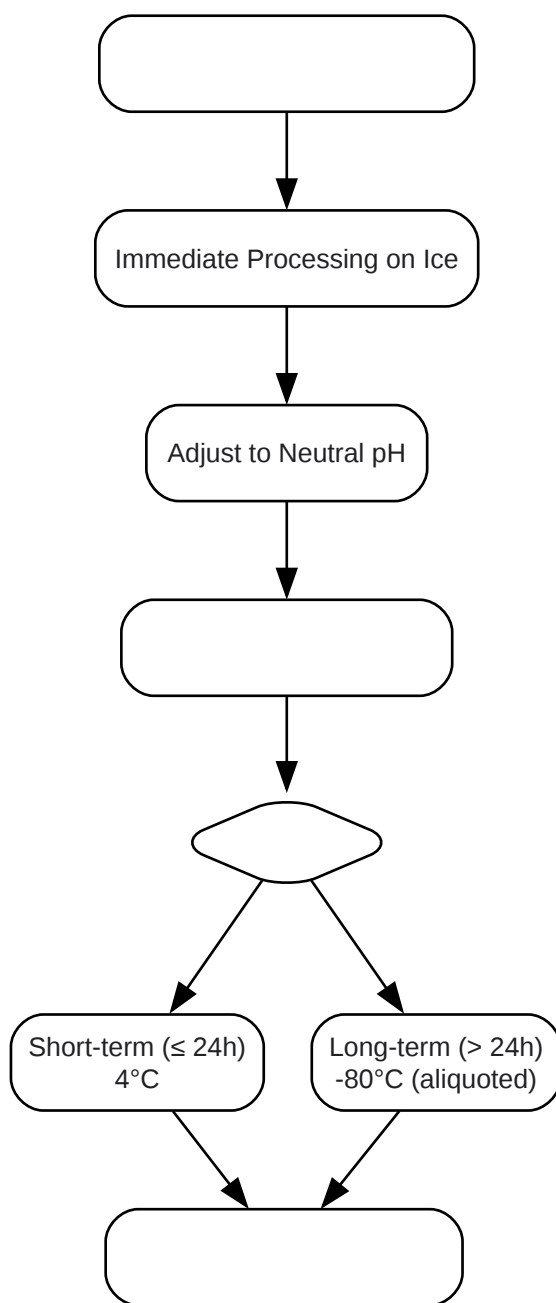 Immediate Processing on Ice
Adjust to Neutral pH
Short-term (≤ 24h)
4°C
Long-term (> 24h)
-80°C (aliquoted)